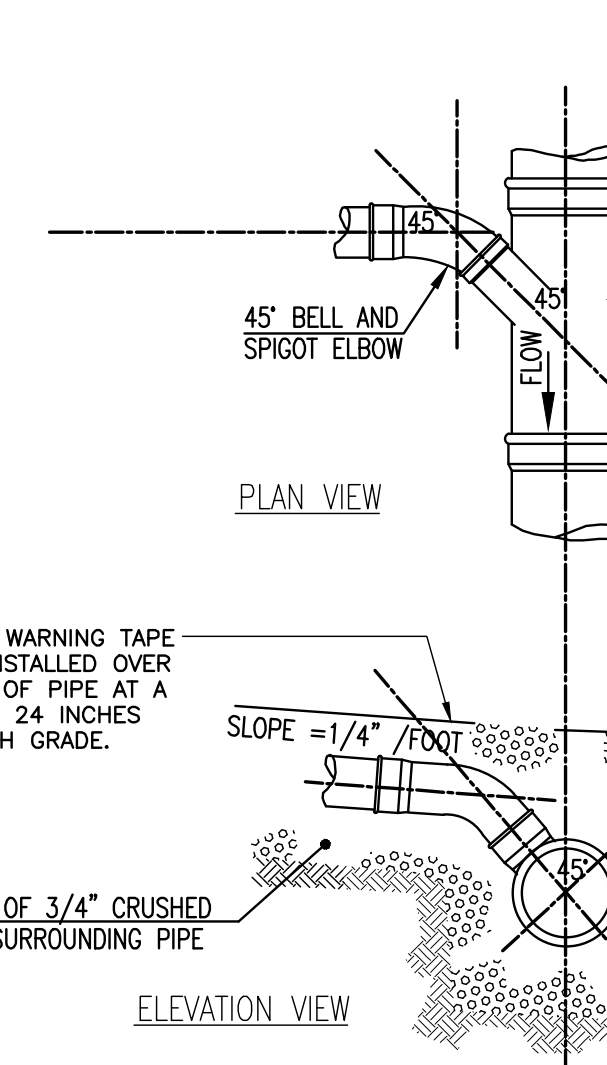 45°
45° BELL AND
SPIGOT ELBOW
45°
FLOW
PLAN VIEW
WARNING TAPE
NSTALLED OVER
OF PIPE AT A
24 INCHES
H GRADE.
SLOPE =1/4" /FOOT
45°
OF 3/4" CRUSHED
SURROUNDING PIPE
ELEVATION VIEW